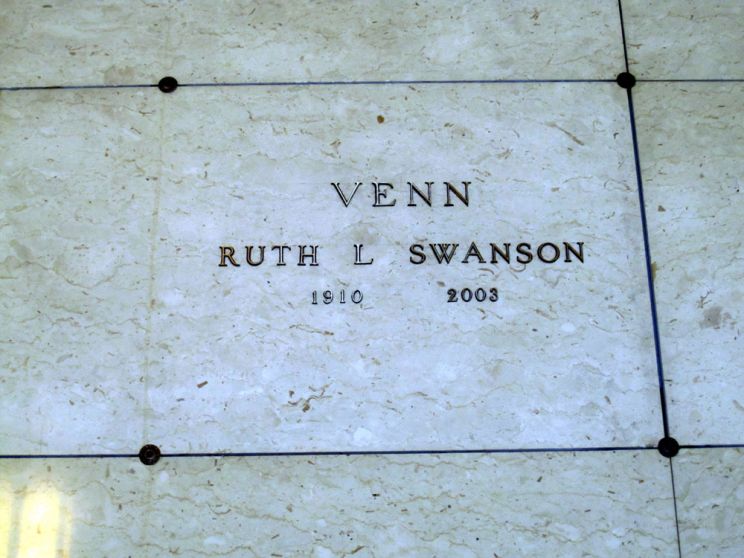 VENN
RUTH L SWANSON
1910 2003